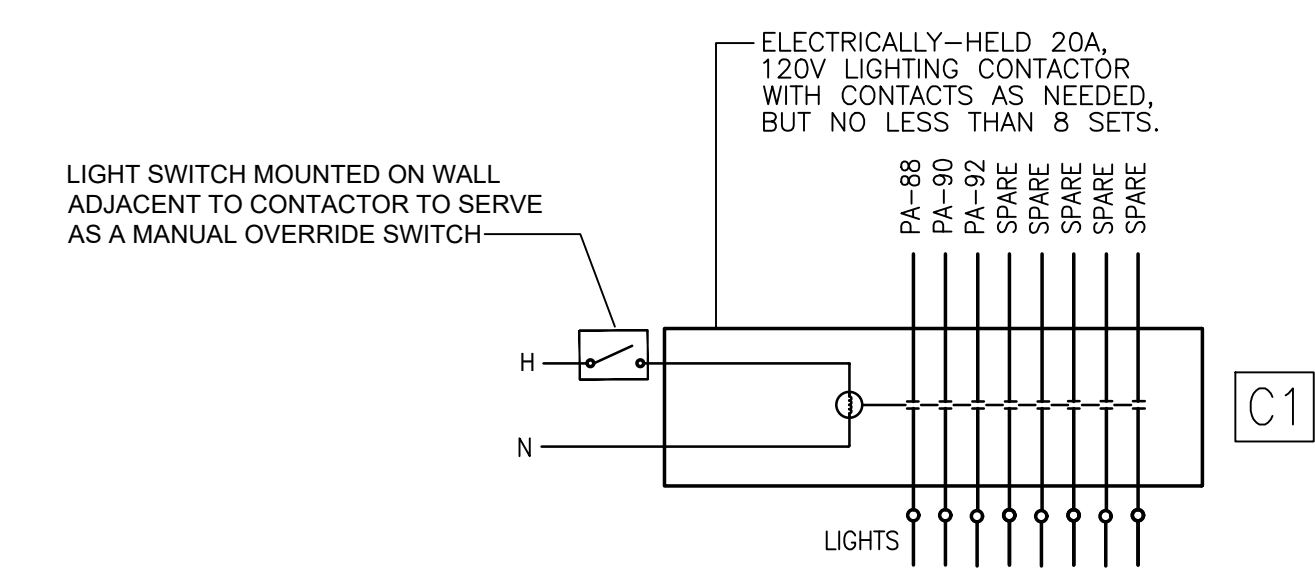 ELECTRICALLY-HELD 20A,
120V LIGHTING CONTACTOR
WITH CONTACTS AS NEEDED,
BUT NO LESS THAN 8 SETS.
LIGHT SWITCH MOUNTED ON WALL
ADJACENT TO CONTACTOR TO SERVE
AS A MANUAL OVERRIDE SWITCH
PA-88
PA-90
PA-92
SPARE
SPARE
SPARE
SPARE
SPARE
H
N
C1
LIGHTS